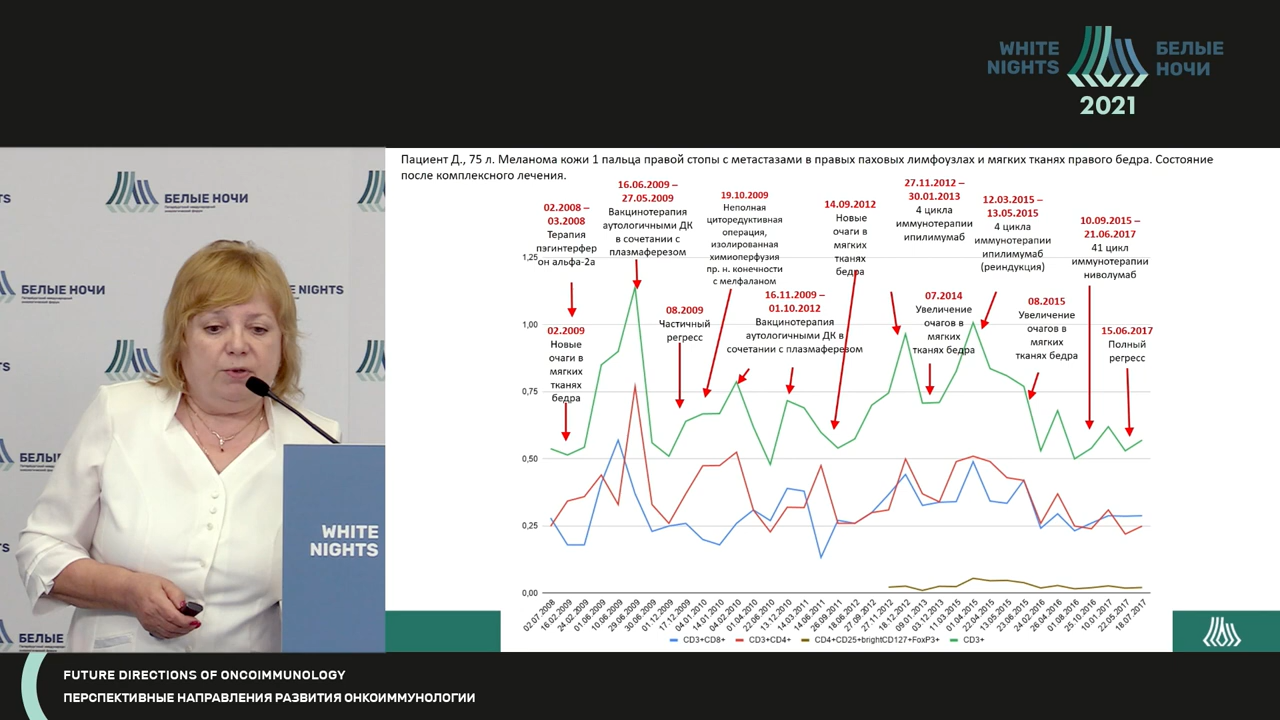 WHITE
NIGHTS
БЕЛЫЕ
НОЧИ
2021
БЕЛЫЕ НОЧИ
БЕЛЫЕ НОЧИ
NIGHTS
WHITE
NIGHTS
Пациент Д., 75 л. Меланома кожи 1 пальца правой стопы с метастазами в правых паховых лимфоузлах и мягких тканях правого бедра. Состояние
после комплексного лечения.
02.2008 –
03.2008
Терапия
пэгинтерфер
он альфа-2а
02.2009
Новые
очаги в
мягких
тканях
бедра
16.06.2009 –
27.05.2009
Вакцинотерапия
аутологичными ДК
в сочетании с
плазмаферезом
08.2009
Частичный
регресс
19.10.2009
Неполная
циторедуктивная
операция,
изолированная
химиоперфузия
пр. н. конечности
с мелфаланом
16.11.2009 –
01.10.2012
Вакцинотерапия
аутологичными ДК в
сочетании с плазмаферезом
14.09.2012
Новые
очаги в
мягких
тканях
бедра
27.11.2012 –
30.01.2013
4 цикла
иммунотерапии
ипилимумаб
07.2014
Увеличение
очагов в
мягких
тканях бедра
12.03.2015 –
13.05.2015
4 цикла
иммунотерапии
ипилимумаб
(реиндукция)
08.2015
Увеличение
очагов в
мягких
тканях бедра
10.09.2015 –
21.06.2017
41 цикл
иммунотерапии
ниволумаб
15.06.2017
Полный
регресс
1,25
1,00
0,75
0,50
0,25
0,00
CD3+CD8+ CD3+CD4+ CD4+CD25+brightCD127+FoxP3+ CD3+
FUTURE DIRECTIONS OF ONCOIMMUNOLOGY
ПЕРСПЕКТИВНЫЕ НАПРАВЛЕНИЯ РАЗВИТИЯ ОНКОИММУНОЛОГИИ